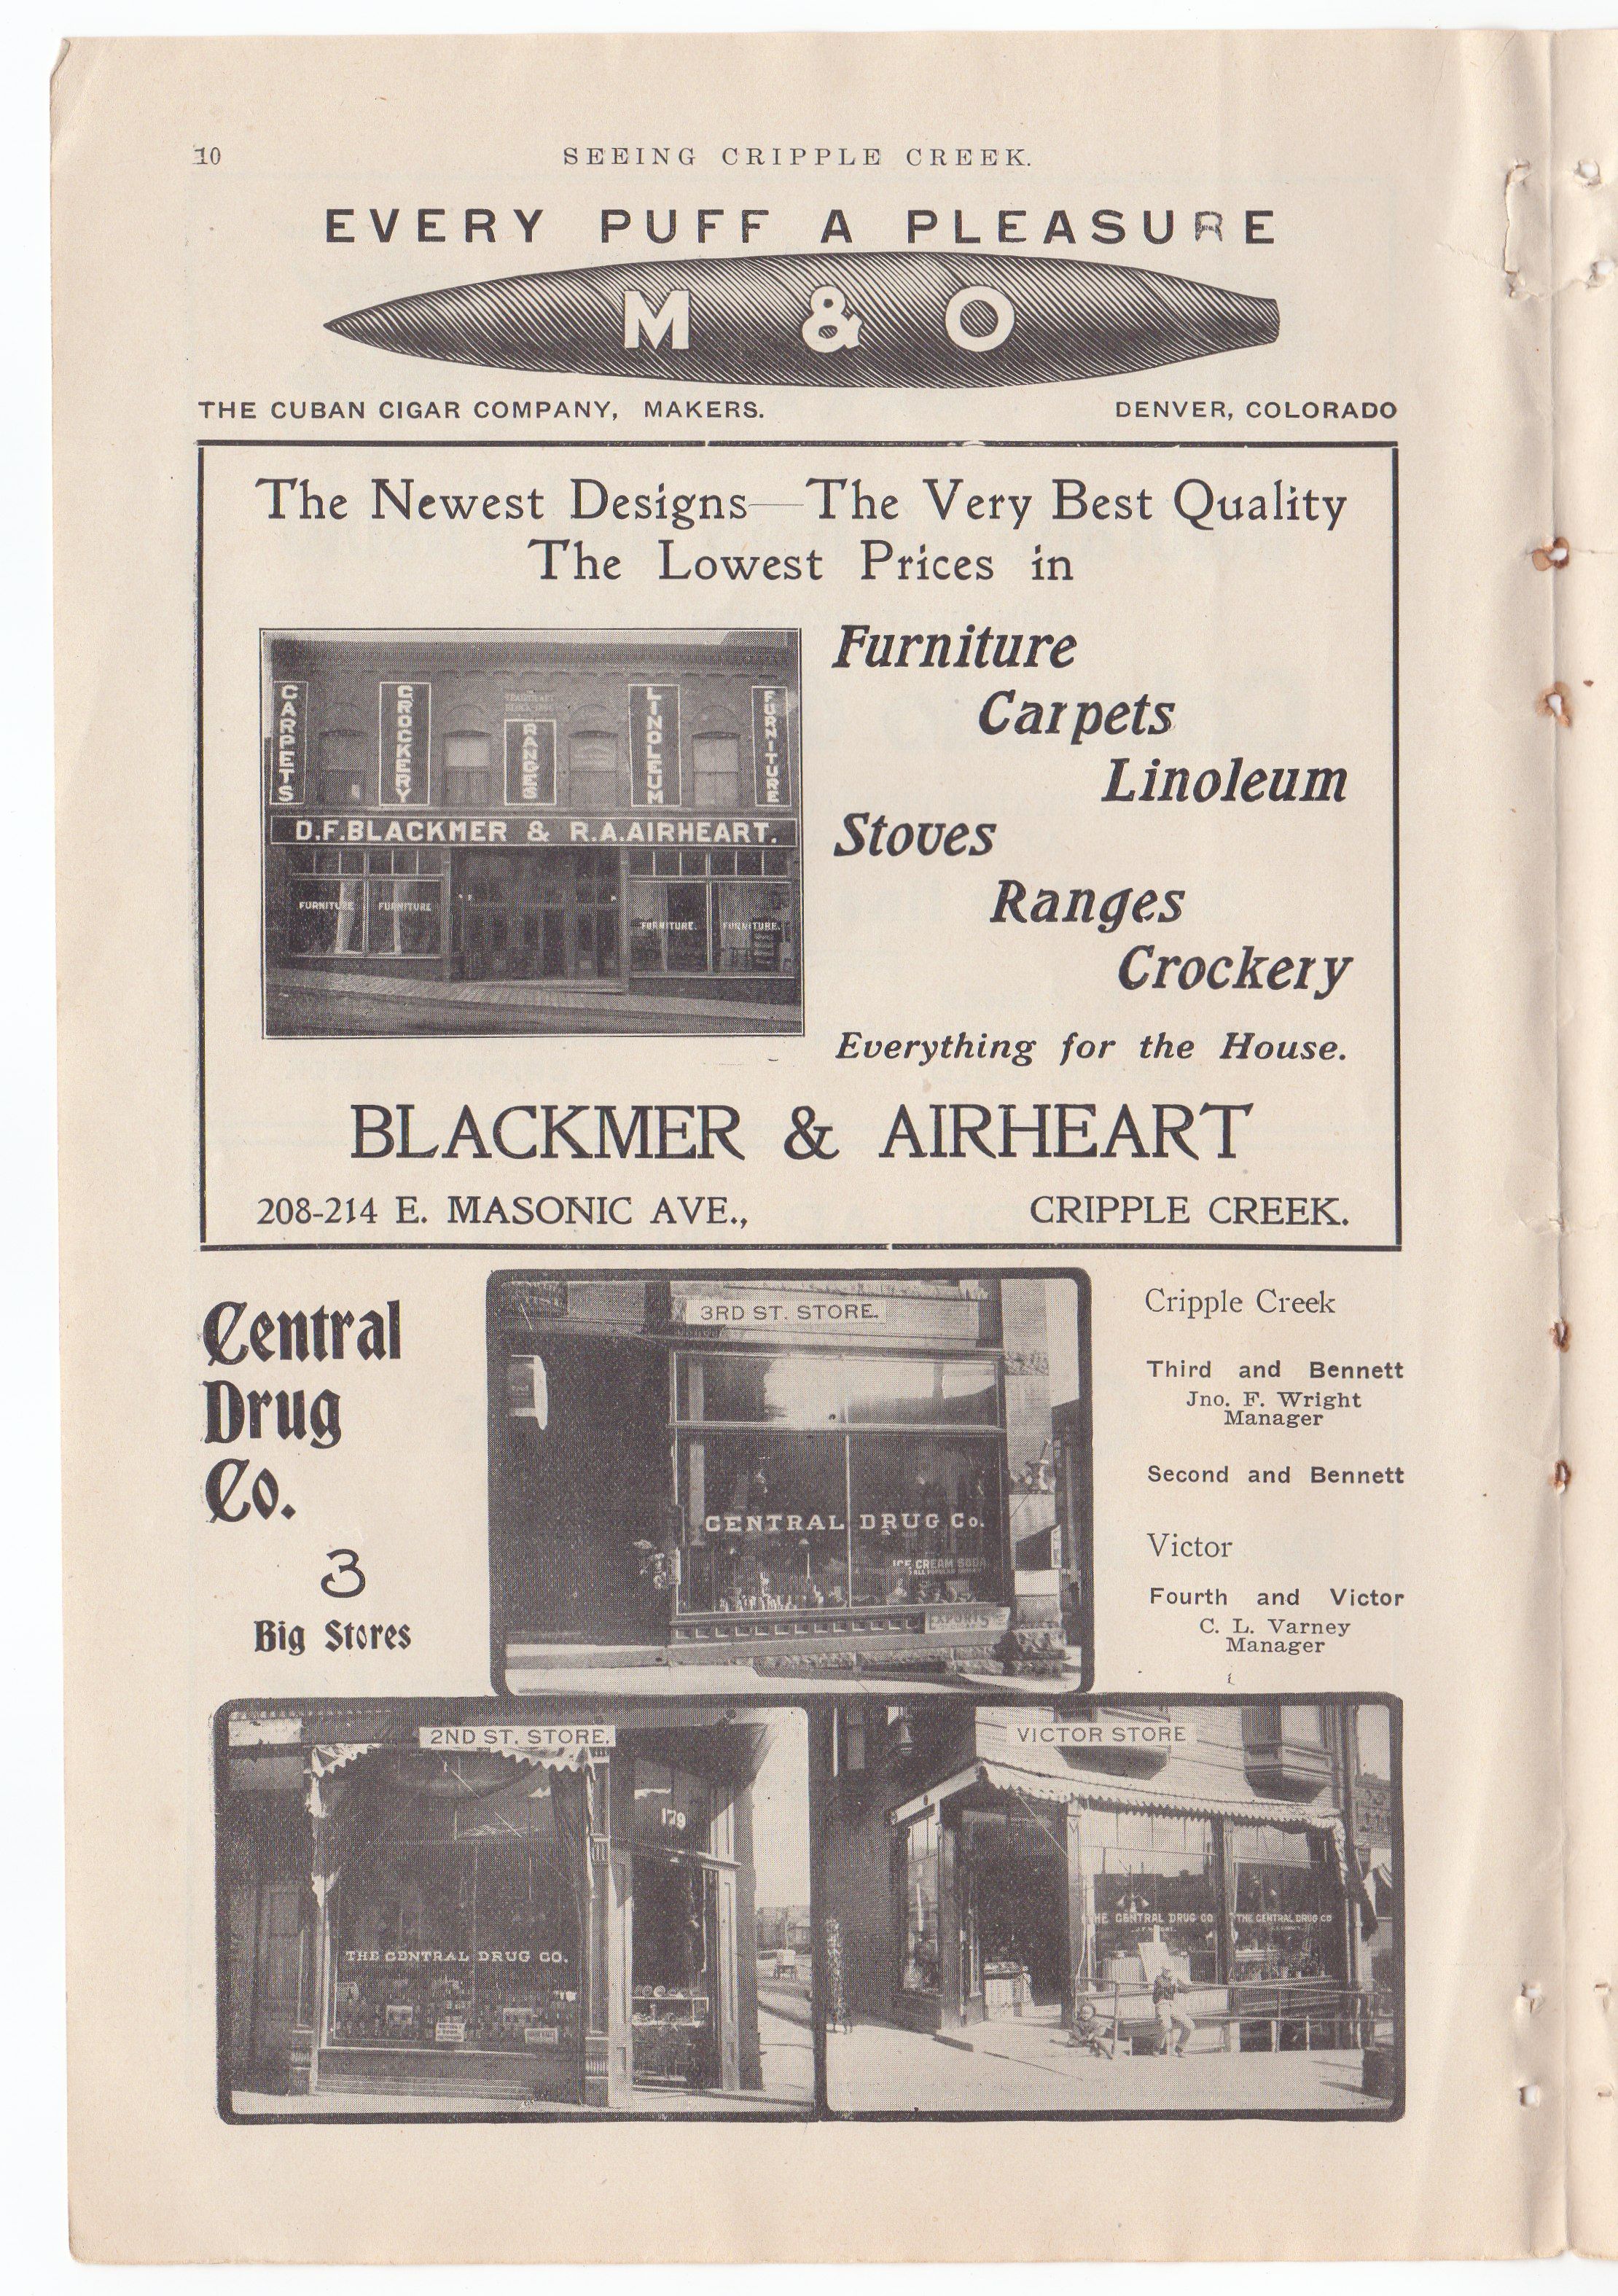 10
SEEING CRIPPLE CREEK.
EVERY PUFF A PLEASURE
M & O
THE CUBAN CIGAR COMPANY, MAKERS.
DENVER, COLORADO
The Newest Designs—The Very Best Quality
The Lowest Prices in
CARPETS
CROCKERY
RANGES
LINOLEUM
FURNITURE
D.F.BLACKMER & R.A.AIRHEART.
FURNITURE
FURNITURE
FURNITURE.
FURNITURE.
Furniture
Carpets
Linoleum
Stoves
Ranges
Crockery
Everything for the House.
BLACKMER & AIRHEART
208-214 E. MASONIC AVE.,
CRIPPLE CREEK.
Central
Drug
Co.
3
Big Stores
3RD ST. STORE.
CENTRAL DRUG Co.
ICE CREAM SODA
EXPORTS
Cripple Creek
Third and Bennett
Jno. F. Wright
Manager
Second and Bennett
Victor
Fourth and Victor
C. L. Varney
Manager
2ND ST. STORE.
179
THE CENTRAL DRUG CO.
VICTOR STORE
THE CENTRAL DRUG CO
THE CENTRAL DRUG CO